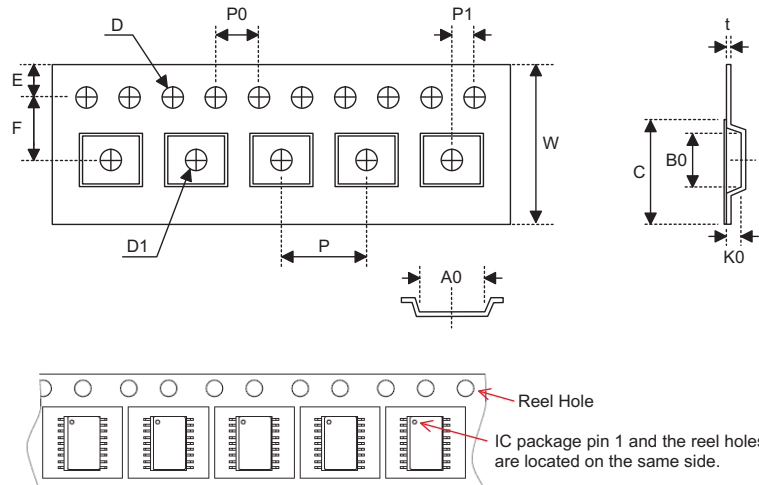 D
P0
P1
t
E
F
W
C
B0
D1
P
K0
A0
Reel Hole
IC package pin 1 and the reel holes
are located on the same side.